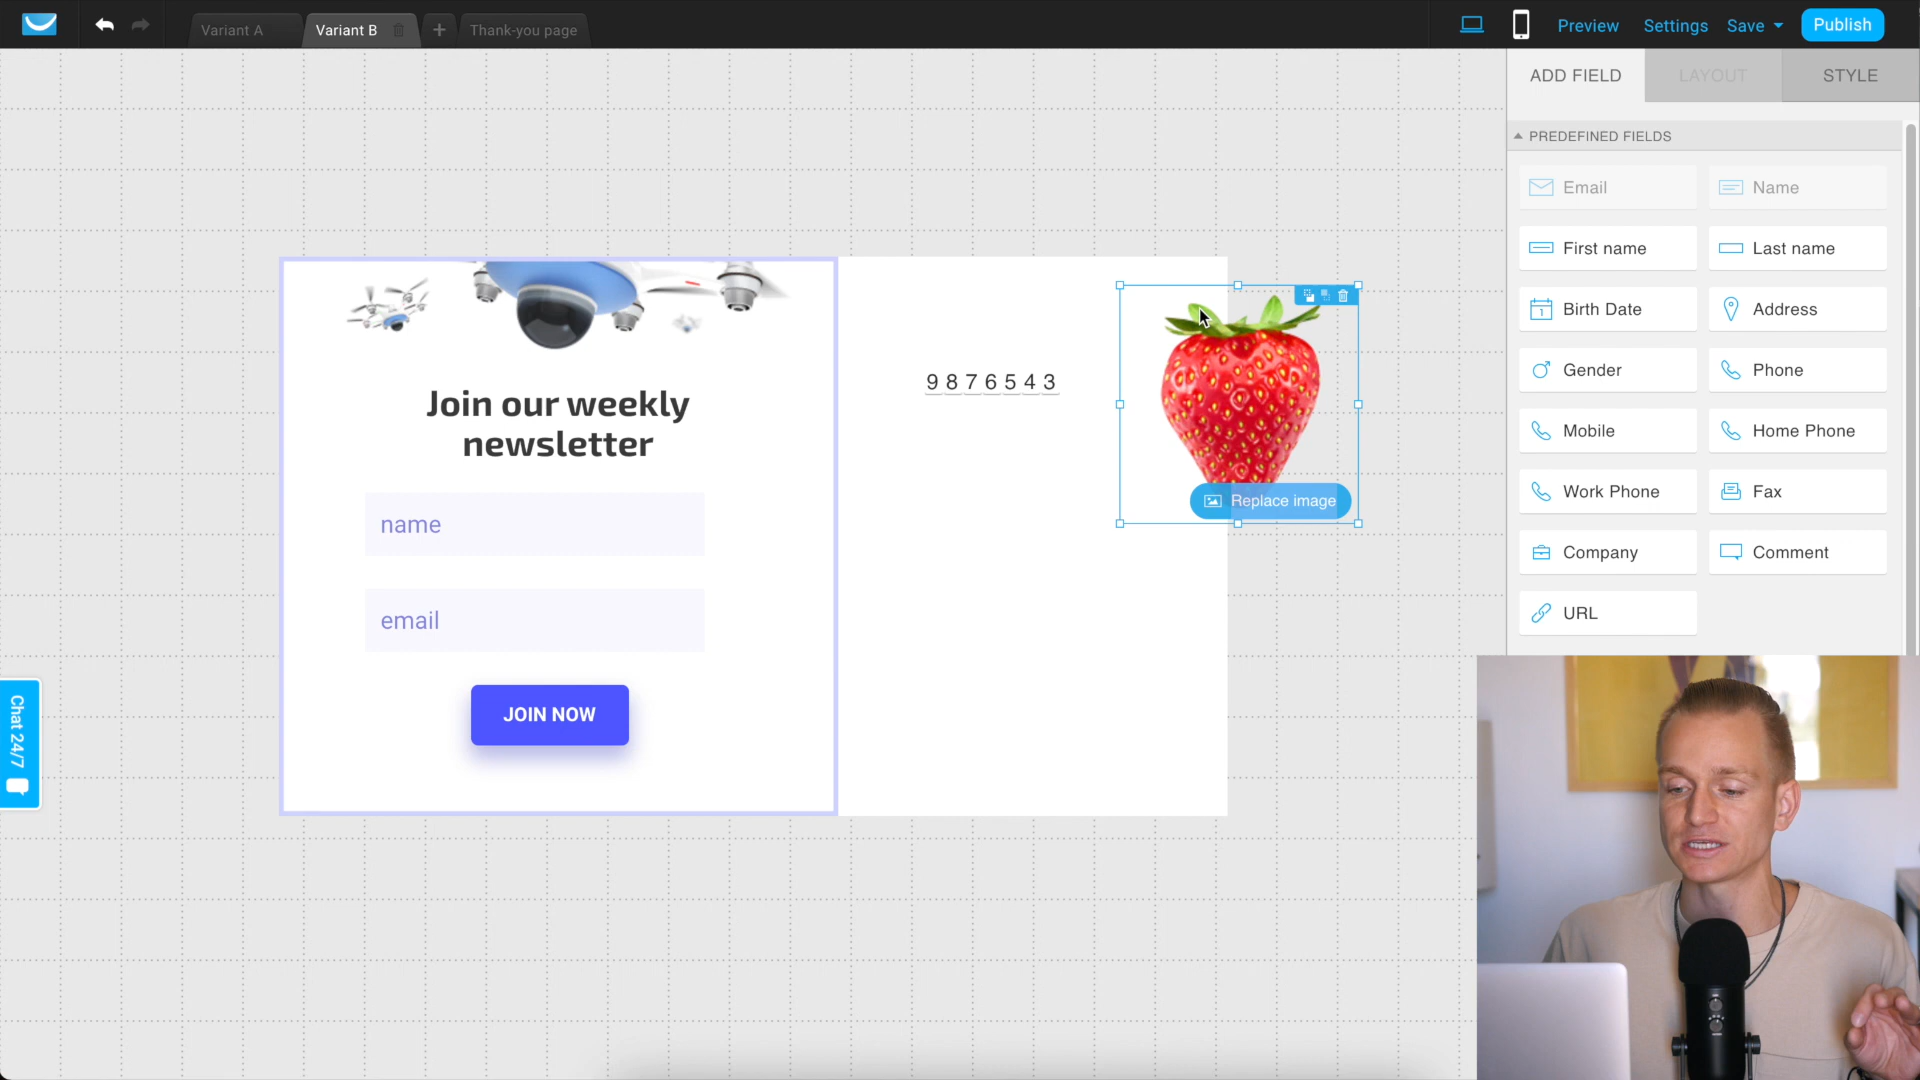 Variant A
Variant B
+
Thank-you page
Preview
Settings
Save
Publish
ADD FIELD
LAYOUT
STYLE
PREDEFINED FIELDS
Email
Name
First name
Last name
1
Birth Date
Address
Gender
Phone
Mobile
Home Phone
Work Phone
Fax
Company
Comment
URL
Join our weekly
newsletter
name
email
JOIN NOW
9876543
Replace image
Chat 24/7